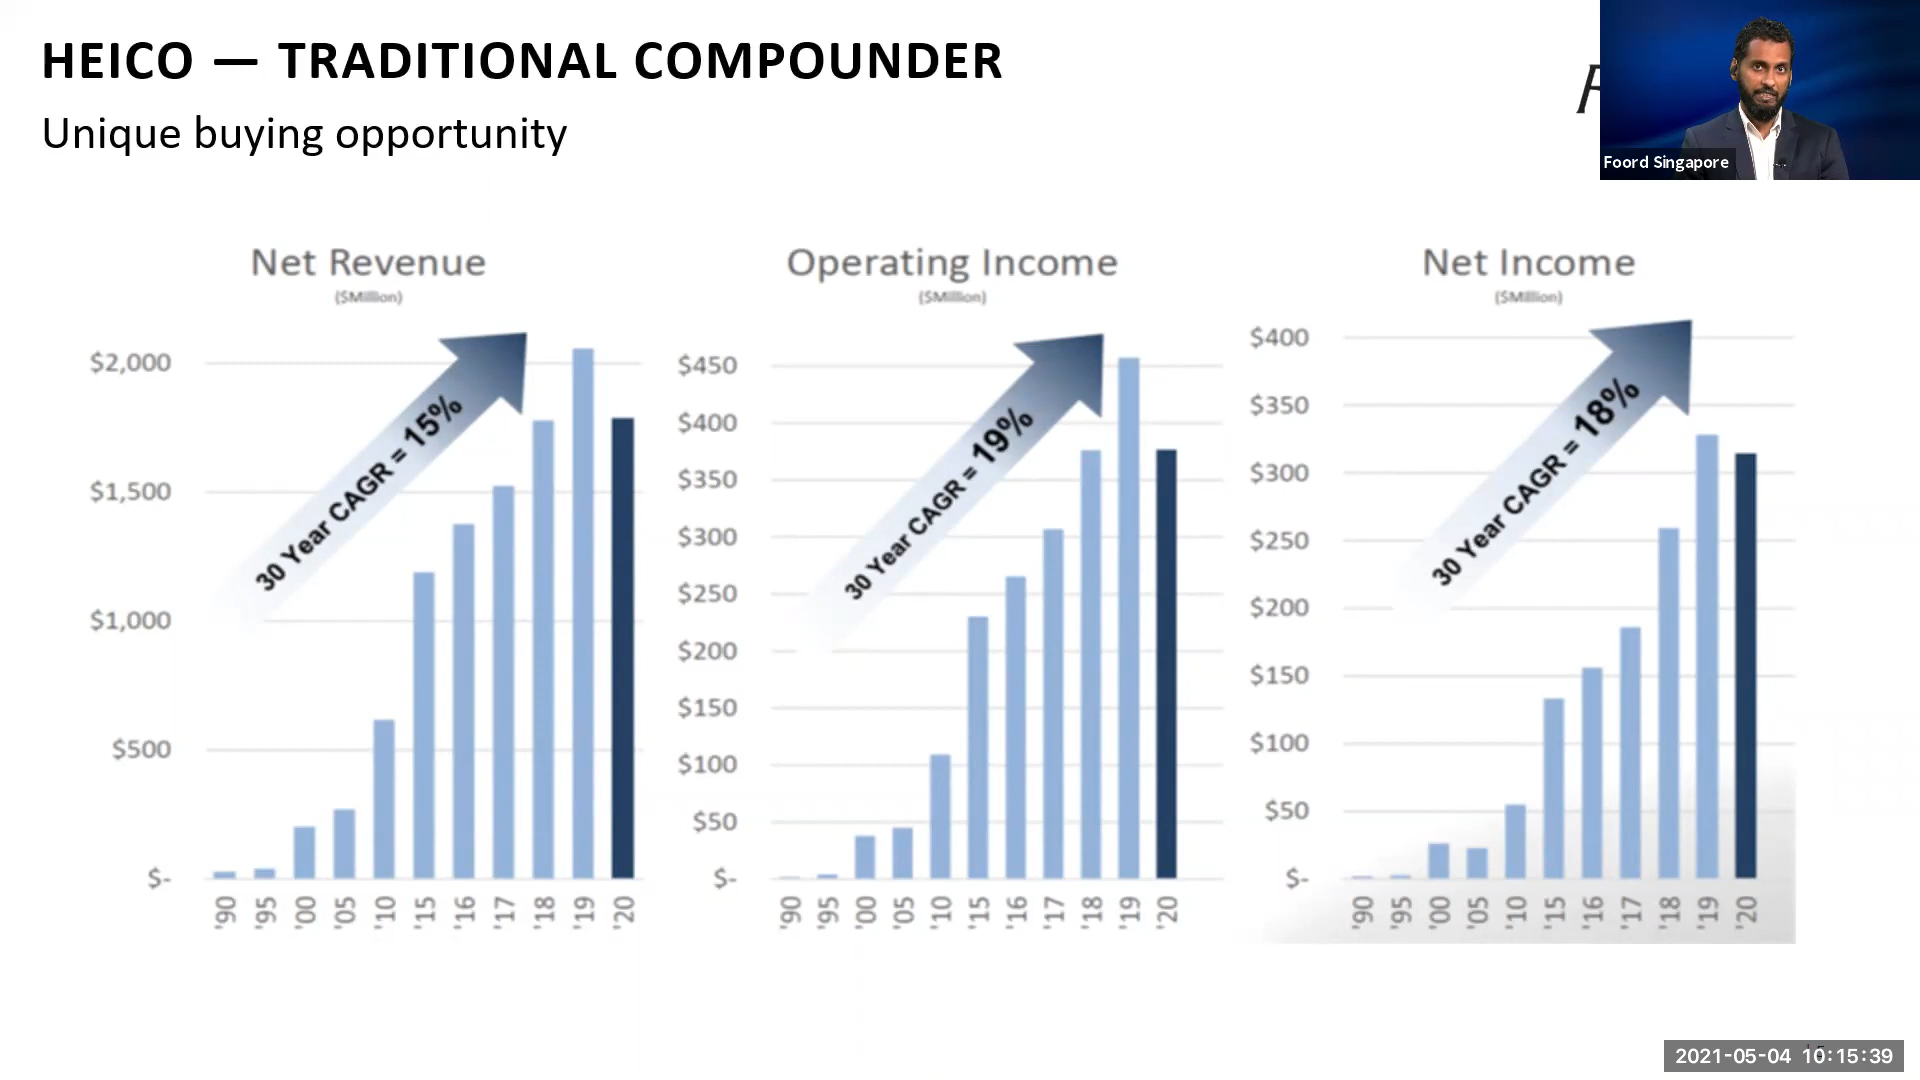 HEICO — TRADITIONAL COMPOUNDER
Unique buying opportunity
F
Foord Singapore
Net Revenue
($Million)
$2,000
$1,500
$1,000
$500
$-
30 Year CAGR = 15%
'90 '95 '00 '05 '10 '15 '16 '17 '18 '19 '20
Operating Income
($Million)
$450
$400
$350
$300
$250
$200
$150
$100
$50
$-
30 Year CAGR = 19%
'90 '95 '00 '05 '10 '15 '16 '17 '18 '19 '20
Net Income
($Million)
$400
$350
$300
$250
$200
$150
$100
$50
$-
30 Year CAGR = 18%
'90 '95 '00 '05 '10 '15 '16 '17 '18 '19 '20
2021-05-04 10:15:39